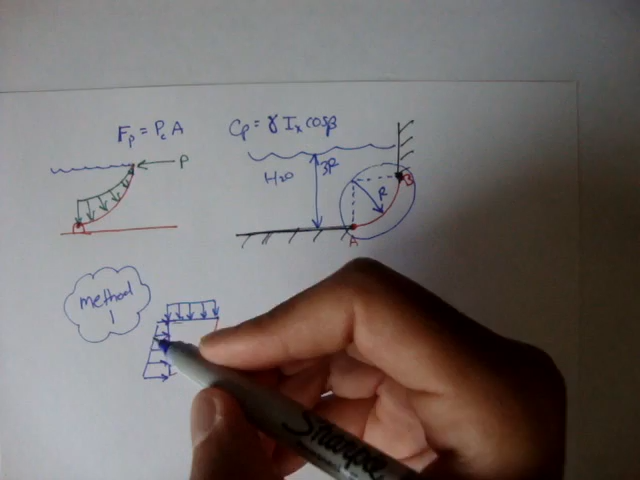 Fp = Pc A
Cp = γ Ix cosβ
P
H2O
3R
R
B
A
method
1
Sharpie